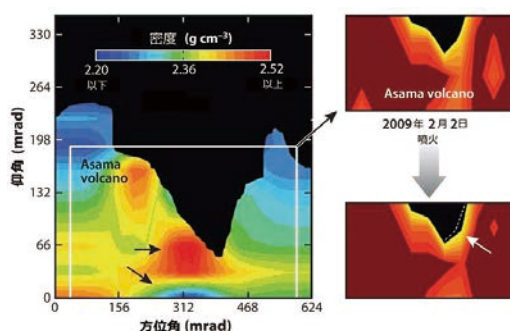 330
264
198
132
66
0
仰角 (mrad)
密度 (g cm⁻³)
2.20 2.36 2.52
以下 以上
Asama
volcano
0 156 312 468 624
方位角 (mrad)
Asama volcano
2009年 2月2日
噴火